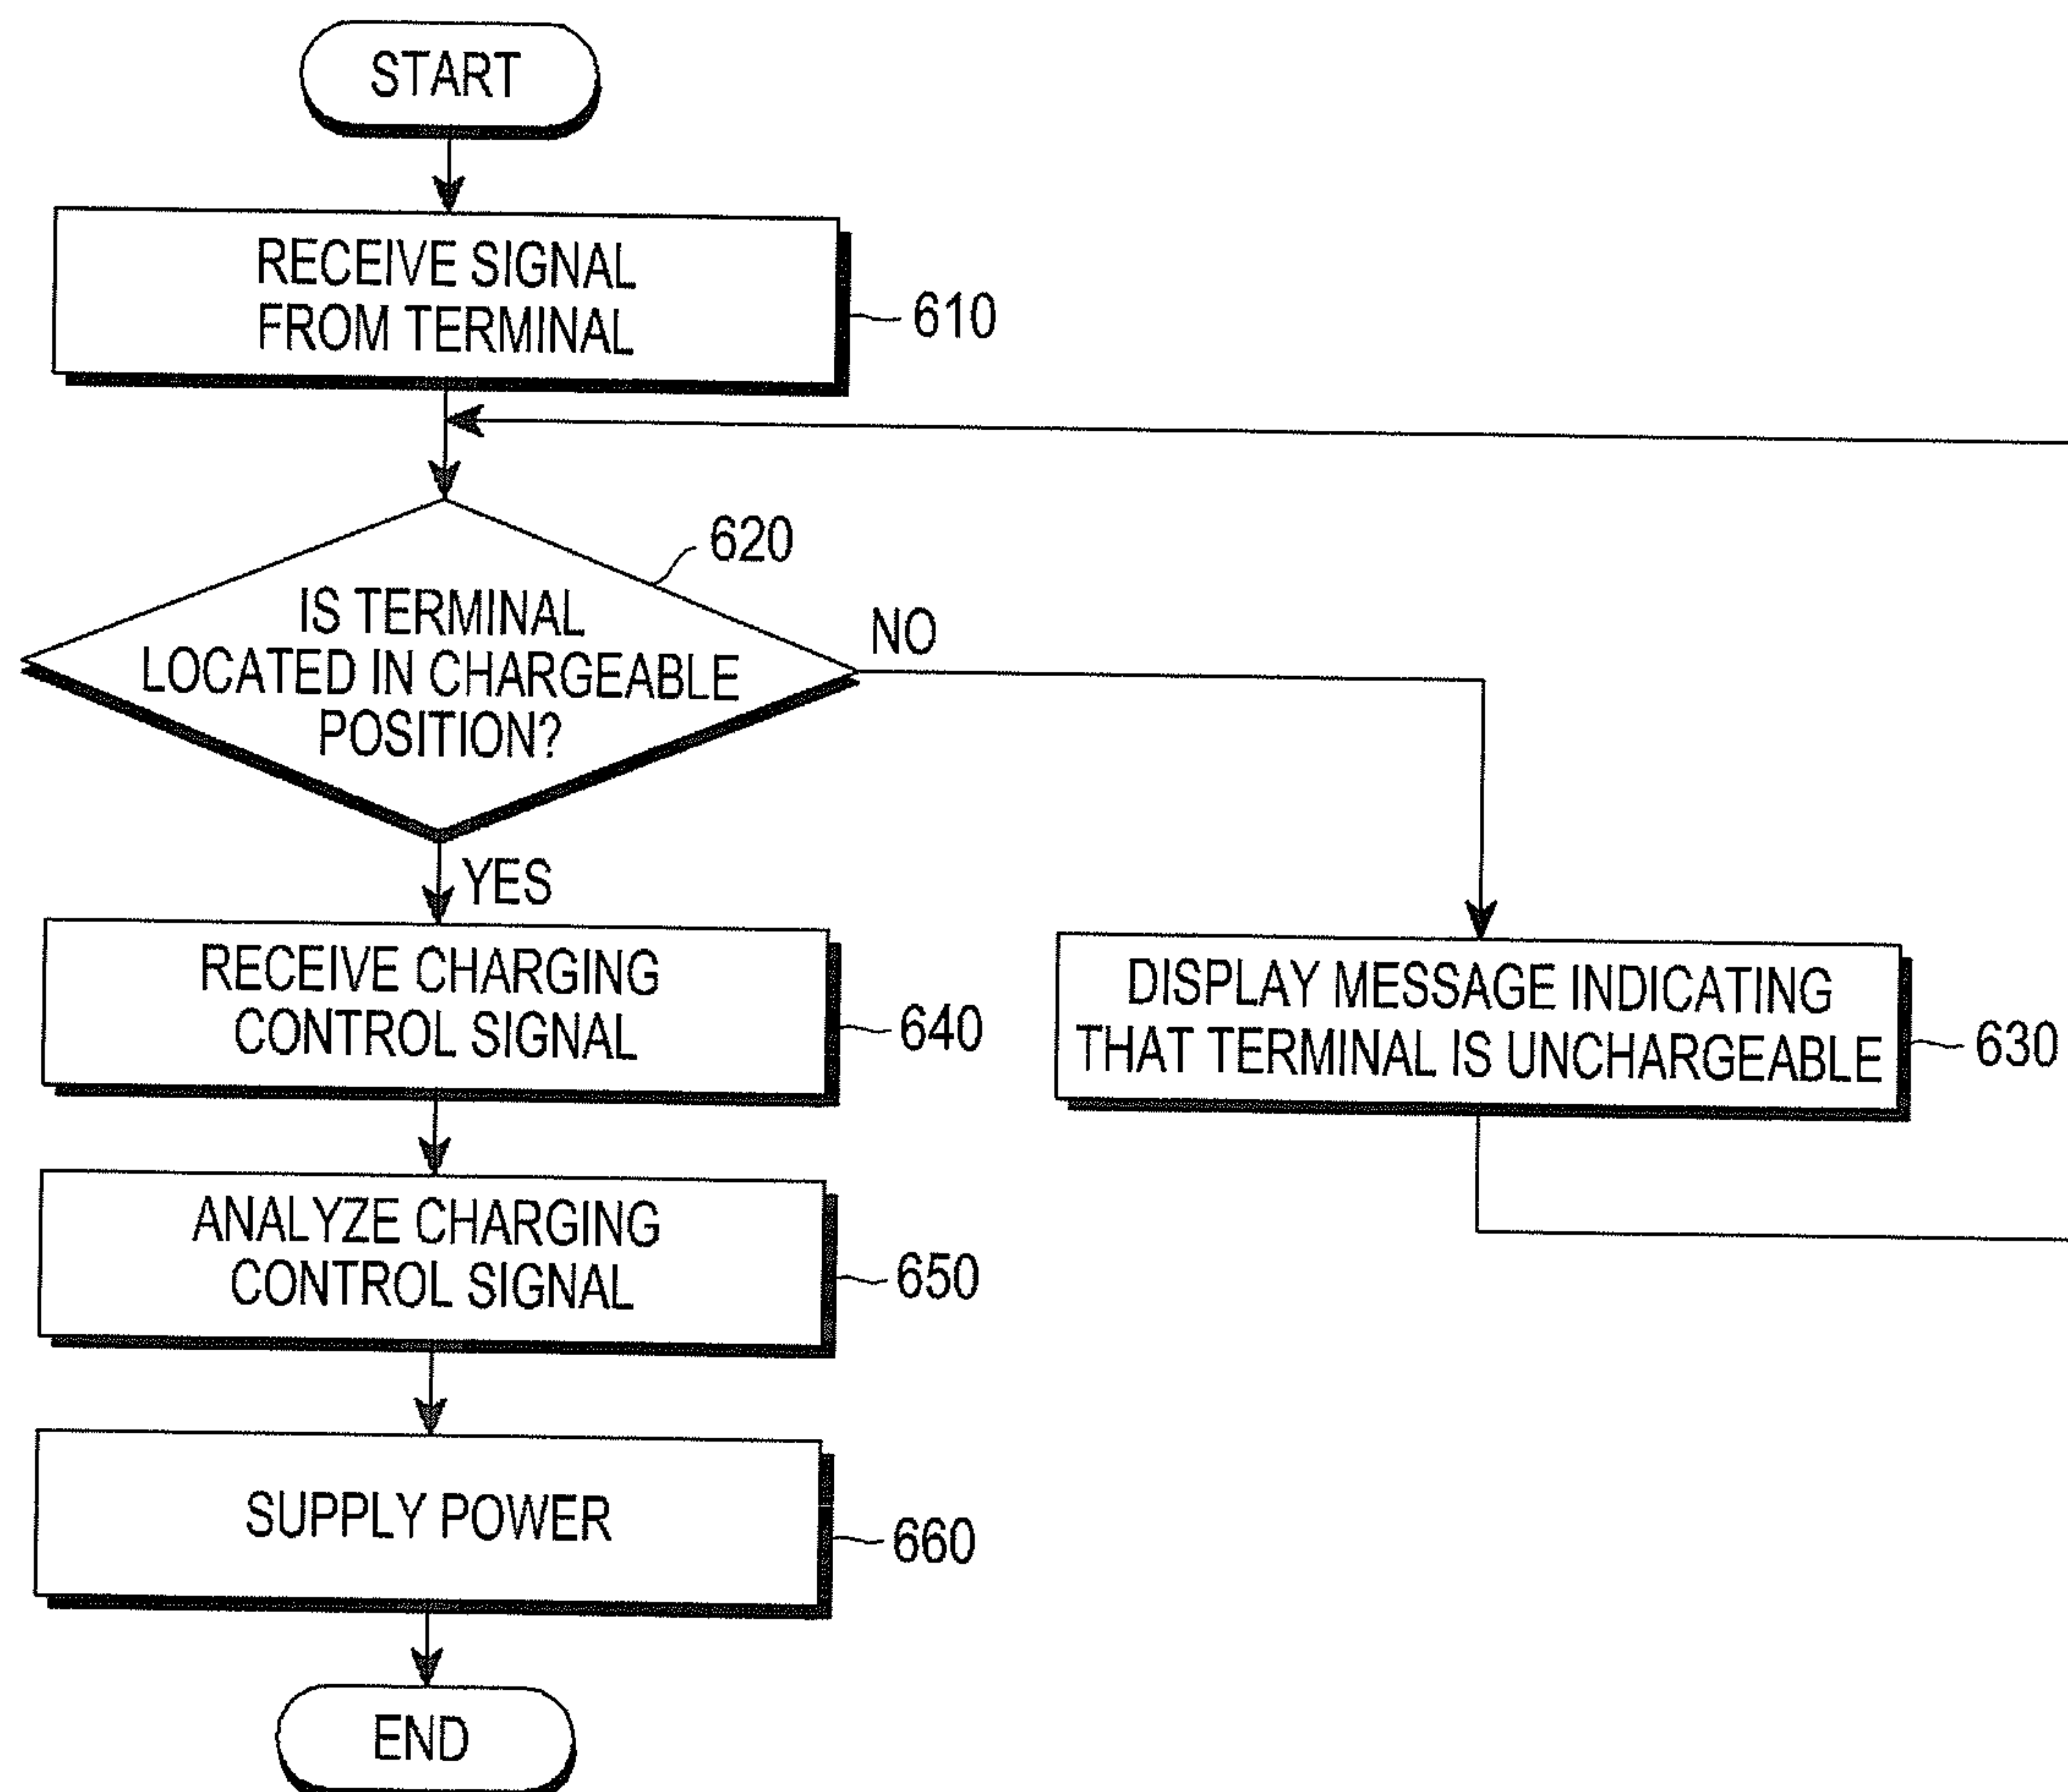 START
RECEIVE SIGNAL
FROM TERMINAL
610
620
IS TERMINAL
LOCATED IN CHARGEABLE
POSITION?
NO
YES
RECEIVE CHARGING
CONTROL SIGNAL
640
DISPLAY MESSAGE INDICATING
THAT TERMINAL IS UNCHARGEABLE
630
ANALYZE CHARGING
CONTROL SIGNAL
650
SUPPLY POWER
660
END